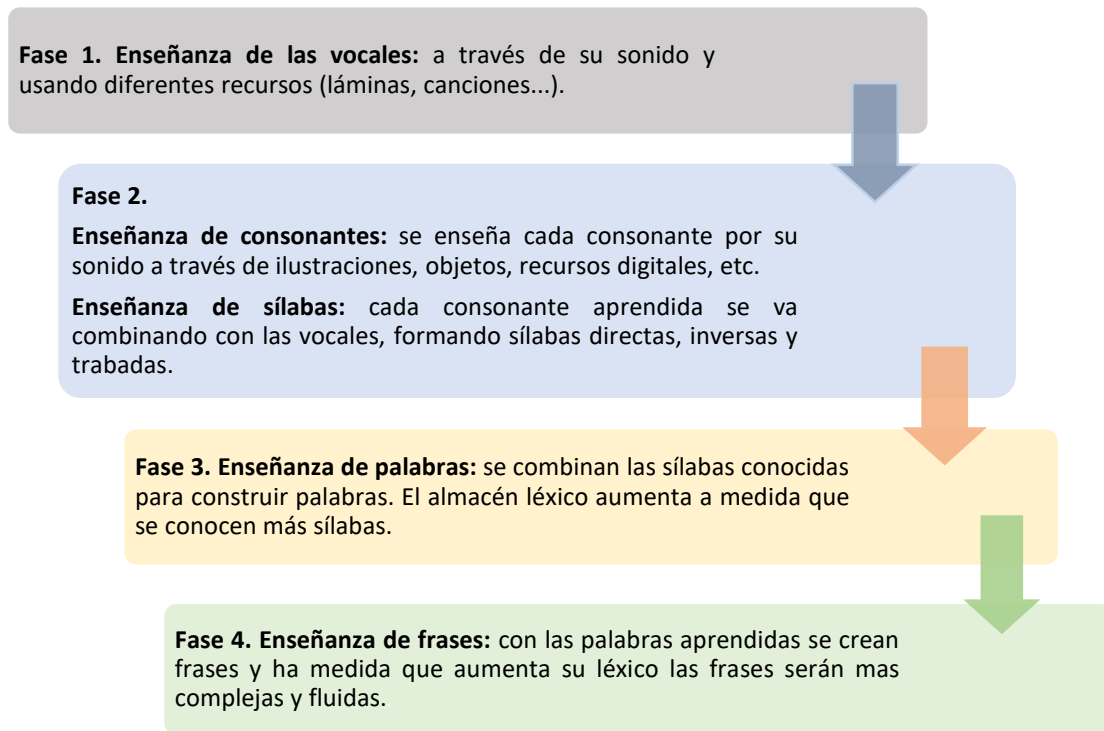 Fase 1. Enseñanza de las vocales: a través de su sonido y
usando diferentes recursos (láminas, canciones...).
Fase 2.
Enseñanza de consonantes: se enseña cada consonante por su
sonido a través de ilustraciones, objetos, recursos digitales, etc.
Enseñanza de sílabas: cada consonante aprendida se va
combinando con las vocales, formando sílabas directas, inversas y
trabadas.
Fase 3. Enseñanza de palabras: se combinan las sílabas conocidas
para construir palabras. El almacén léxico aumenta a medida que
se conocen más sílabas.
Fase 4. Enseñanza de frases: con las palabras aprendidas se crean
frases y ha medida que aumenta su léxico las frases serán mas
complejas y fluidas.